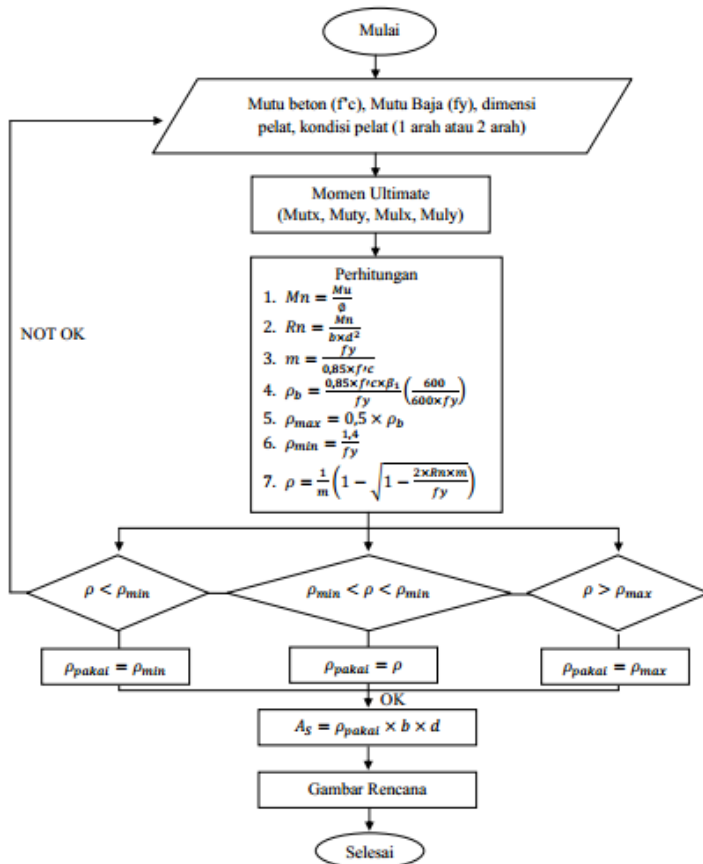 Mulai
Mutu beton (f'c), Mutu Baja (fy), dimensi
pelat, kondisi pelat (1 arah atau 2 arah)
Momen Ultimate
(Mutx, Muty, Mulx, Muly)
Perhitungan
1. Mn = Mu/∅
2. Rn = Mn/(b×d²)
3. m = fy/(0,85×f′c)
4. ρb = (0,85×f′c×β₁)/fy (600/(600×fy))
5. ρmax = 0,5 × ρb
6. ρmin = 1,4/fy
7. ρ = 1/m (1 − √(1 − (2×Rn×m)/fy))
NOT OK
ρ < ρmin
ρmin < ρ < ρmin
ρ > ρmax
ρpakai = ρmin
ρpakai = ρ
ρpakai = ρmax
OK
As = ρpakai × b × d
Gambar Rencana
Selesai